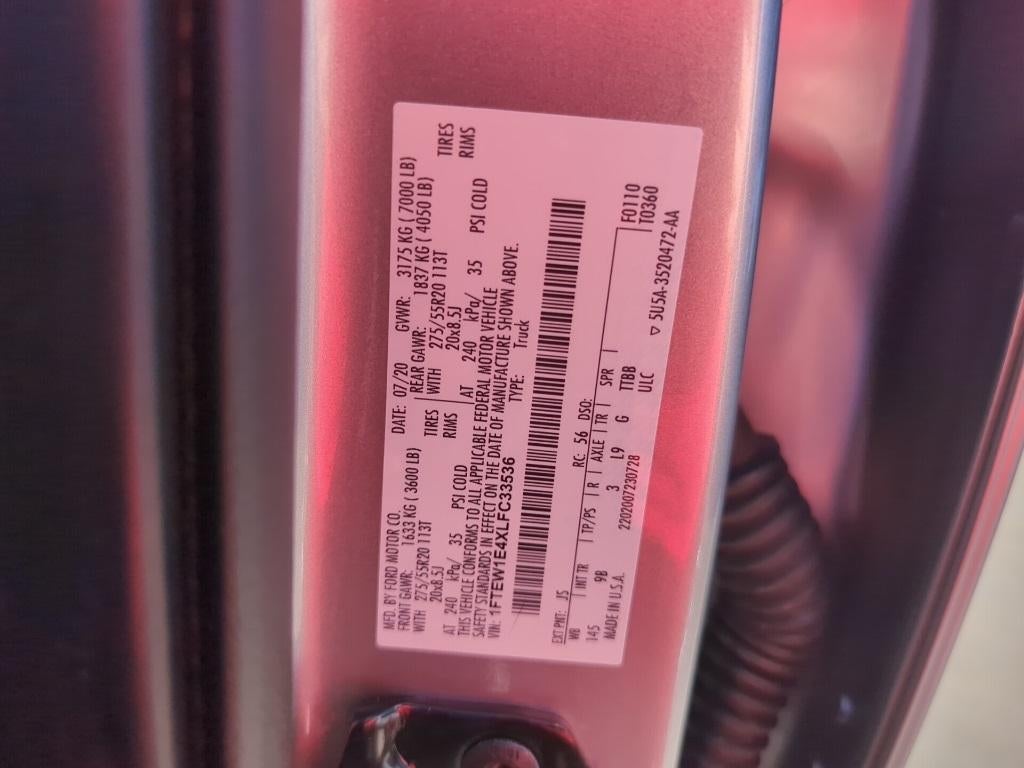 MFD. BY FORD MOTOR CO. DATE: 07/20 GVWR: 3175 KG ( 7000 LB)
FRONT GAWR: 1633 KG ( 3600 LB) REAR GAWR: 1837 KG ( 4050 LB)
WITH 275/55R20 113T TIRES WITH 275/55R20 113T TIRES
20x8.5J RIMS 20x8.5J RIMS
AT 240 kPa/ 35 PSI COLD AT 240 kPa/ 35 PSI COLD
THIS VEHICLE CONFORMS TO ALL APPLICABLE FEDERAL MOTOR VEHICLE
SAFETY STANDARDS IN EFFECT ON THE DATE OF MANUFACTURE SHOWN ABOVE.
VIN: 1FTEW1E4XLFC33536 TYPE: Truck
EXT PNT: JS RC: 56 DSO: F0110
WB | INT TR | TP/PS | R | AXLE | TR | SPR | T0360
145 9B 3 L9 G TTBB
MADE IN U.S.A. 2202007230728 ULC ▽ 5U5A-3520472-AA